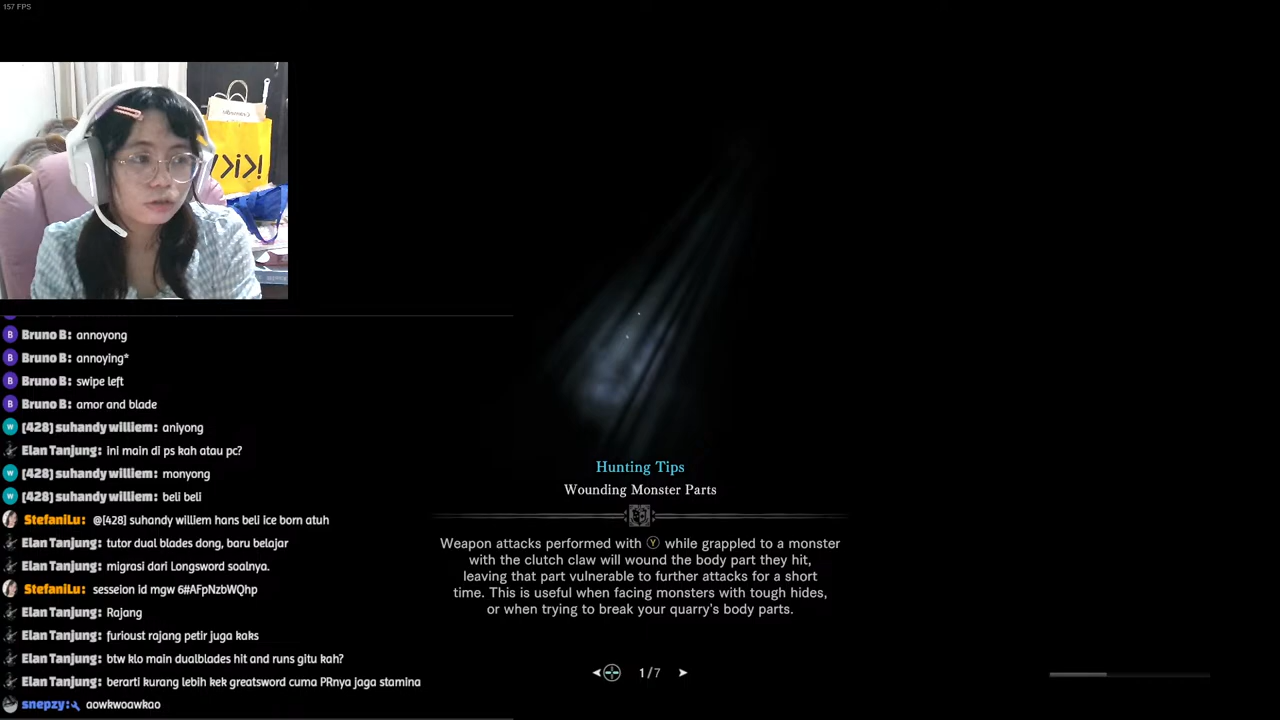 157 FPS
!KiKV
Bruno B: annoyong
Bruno B: annoying*
Bruno B: swipe left
Bruno B: amor and blade
[428] suhandy williem: aniyong
Elan Tanjung: ini main di ps kah atau pc?
[428] suhandy williem: monyong
[428] suhandy williem: beli beli
StefaniLu: @[428] suhandy williem hans beli ice born atuh
Elan Tanjung: tutor dual blades dong, baru belajar
Elan Tanjung: migrasi dari Longsword soalnya.
StefaniLu: sesseion id mgw 6#AFpNzbWQhp
Elan Tanjung: Rajang
Elan Tanjung: furioust rajang petir juga kaks
Elan Tanjung: btw klo main dualblades hit and runs gitu kah?
Elan Tanjung: berarti kurang lebih kek greatsword cuma PRnya jaga stamina
snepzy: aowkwoawkao
Hunting Tips
Wounding Monster Parts
Weapon attacks performed with Y while grappled to a monster
with the clutch claw will wound the body part they hit,
leaving that part vulnerable to further attacks for a short
time. This is useful when facing monsters with tough hides,
or when trying to break your quarry's body parts.
1/7